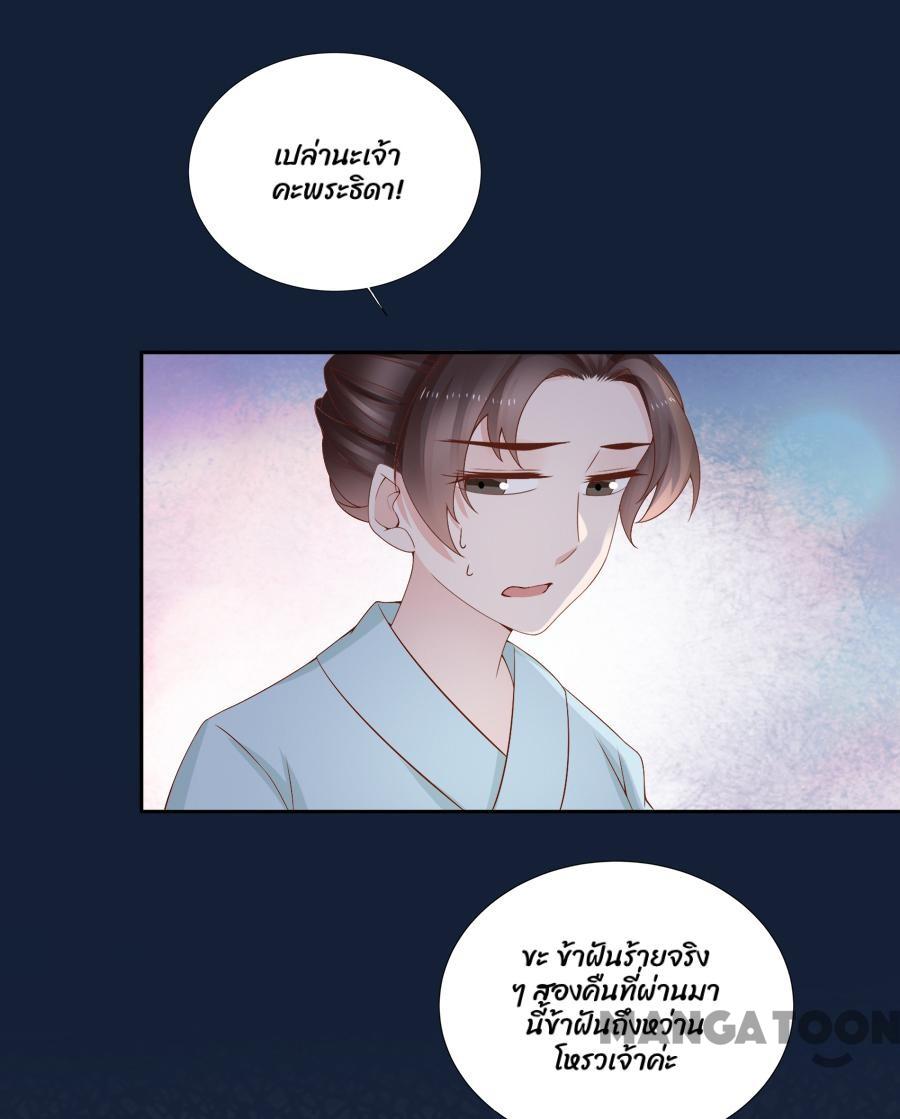 เปล่านะเจ้า
คะพระธิดา!
ขะ ข้าฝันร้ายจริง
ๆ สองคืนที่ผ่านมา
นี้ข้าฝันถึงหว่าน
โหรวเจ้าค่ะ
MANGATOON